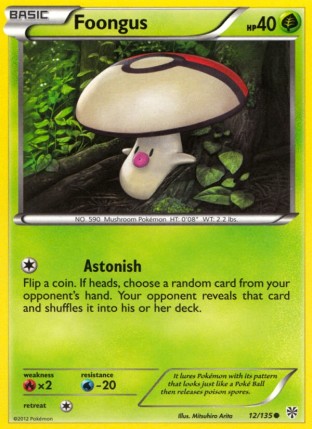 BASIC
Foongus
HP40
NO. 590 Mushroom Pokémon HT: 0'08" WT: 2.2 lbs.
Astonish
Flip a coin. If heads, choose a random card from your
opponent's hand. Your opponent reveals that card
and shuffles it into his or her deck.
weakness
×2
resistance
-20
retreat
It lures Pokémon with its pattern
that looks just like a Poké Ball
then releases poison spores.
©2012 Pokémon
Illus. Mitsuhiro Arita
12/135